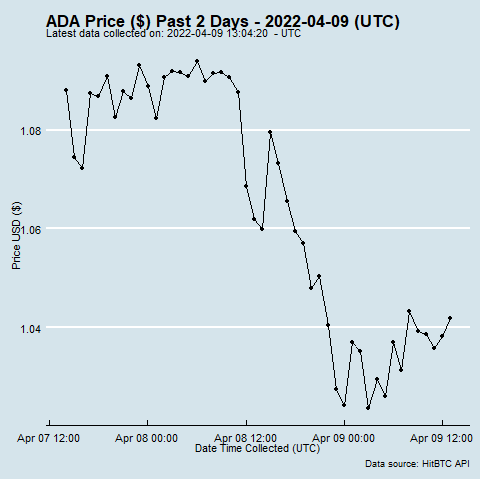 ADA Price ($) Past 2 Days - 2022-04-09 (UTC)
Latest data collected on: 2022-04-09 13:04:20 - UTC
Price USD ($)
1.08
1.06
1.04
Apr 07 12:00 Apr 08 00:00 Apr 08 12:00 Apr 09 00:00 Apr 09 12:00
Date Time Collected (UTC)
Data source: HitBTC API